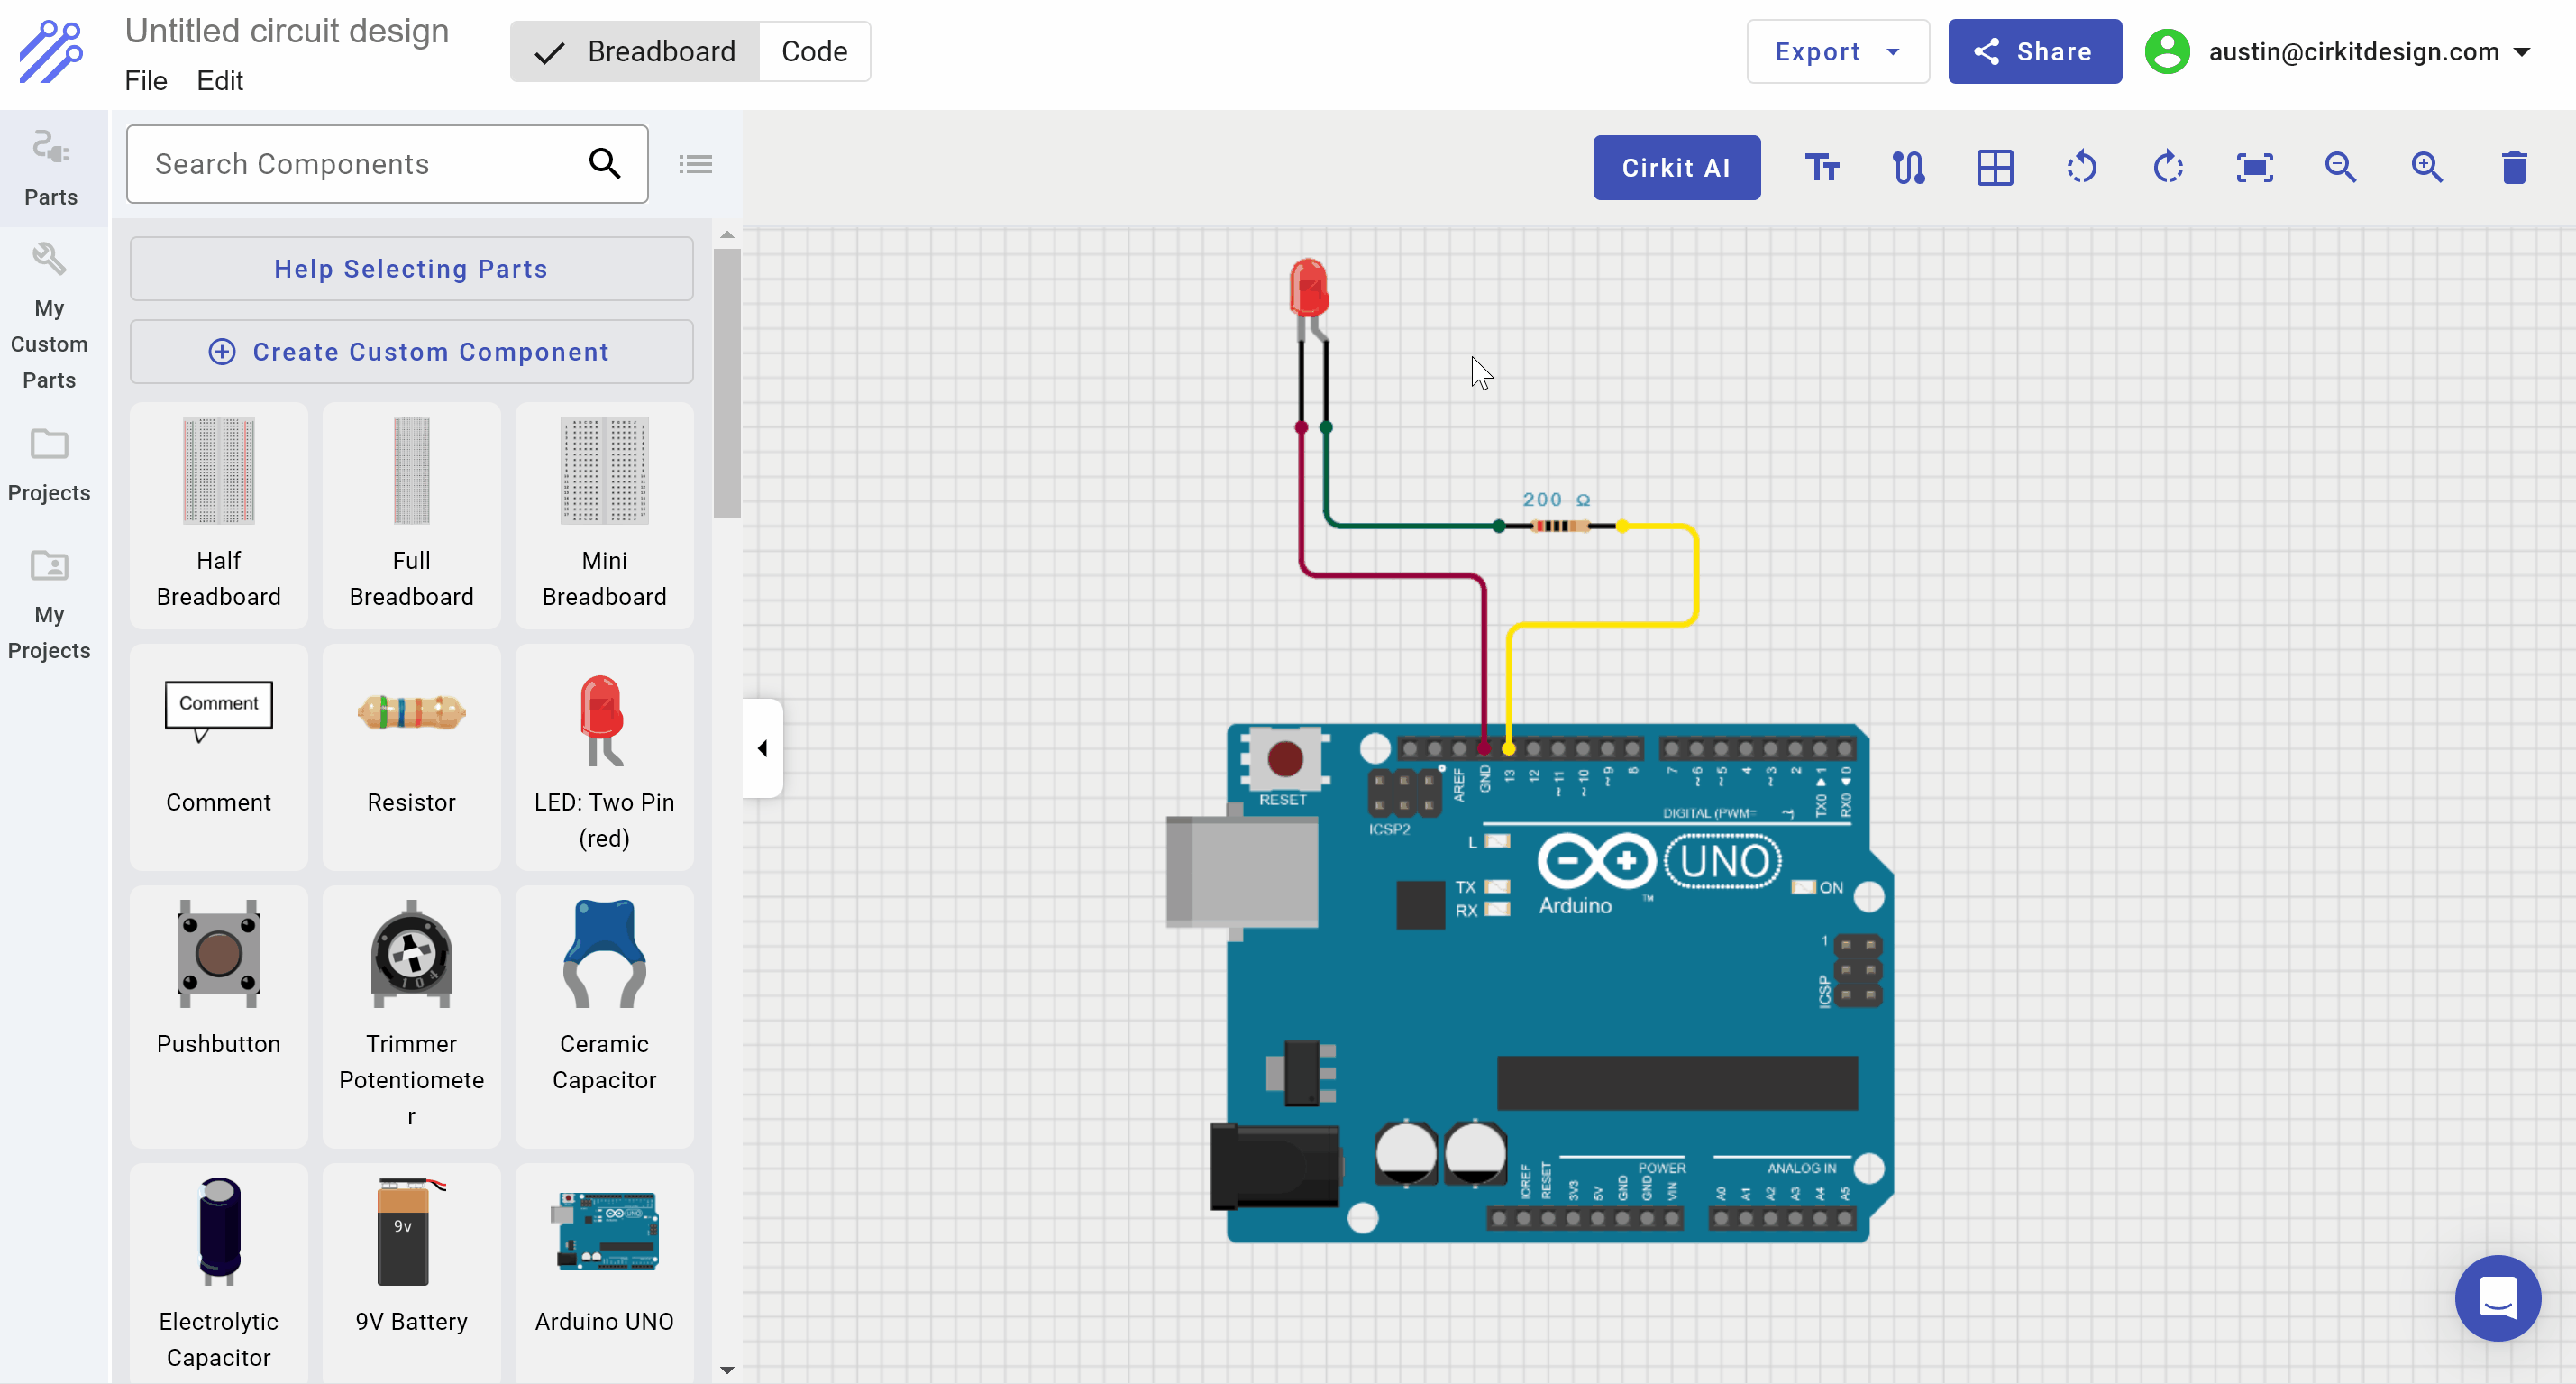 Untitled circuit design
File Edit
Breadboard Code
Export
Share
austin@cirkitdesign.com
Parts
My
Custom
Parts
Projects
My
Projects
Search Components
Help Selecting Parts
Create Custom Component
Half
Breadboard
Full
Breadboard
Mini
Breadboard
Comment
Comment
Resistor
LED: Two Pin
(red)
Pushbutton
104
Trimmer
Potentiomete
r
Ceramic
Capacitor
Electrolytic
Capacitor
9v
9V Battery
UNO
Arduino UNO
Cirkit AI
200 Ω
RESET
ICSP2
AREF
GND
13
12
~11
~10
~9
8
7
~6
~5
4
~3
2
TX0 ▶ 1
RX0 ◀ 0
DIGITAL (PWM= ~)
L
TX
RX
UNO
Arduino ™
ON
1
ICSP
IOREF
RESET
3V3
5V
GND
GND
VIN
POWER
ANALOG IN
A0
A1
A2
A3
A4
A5